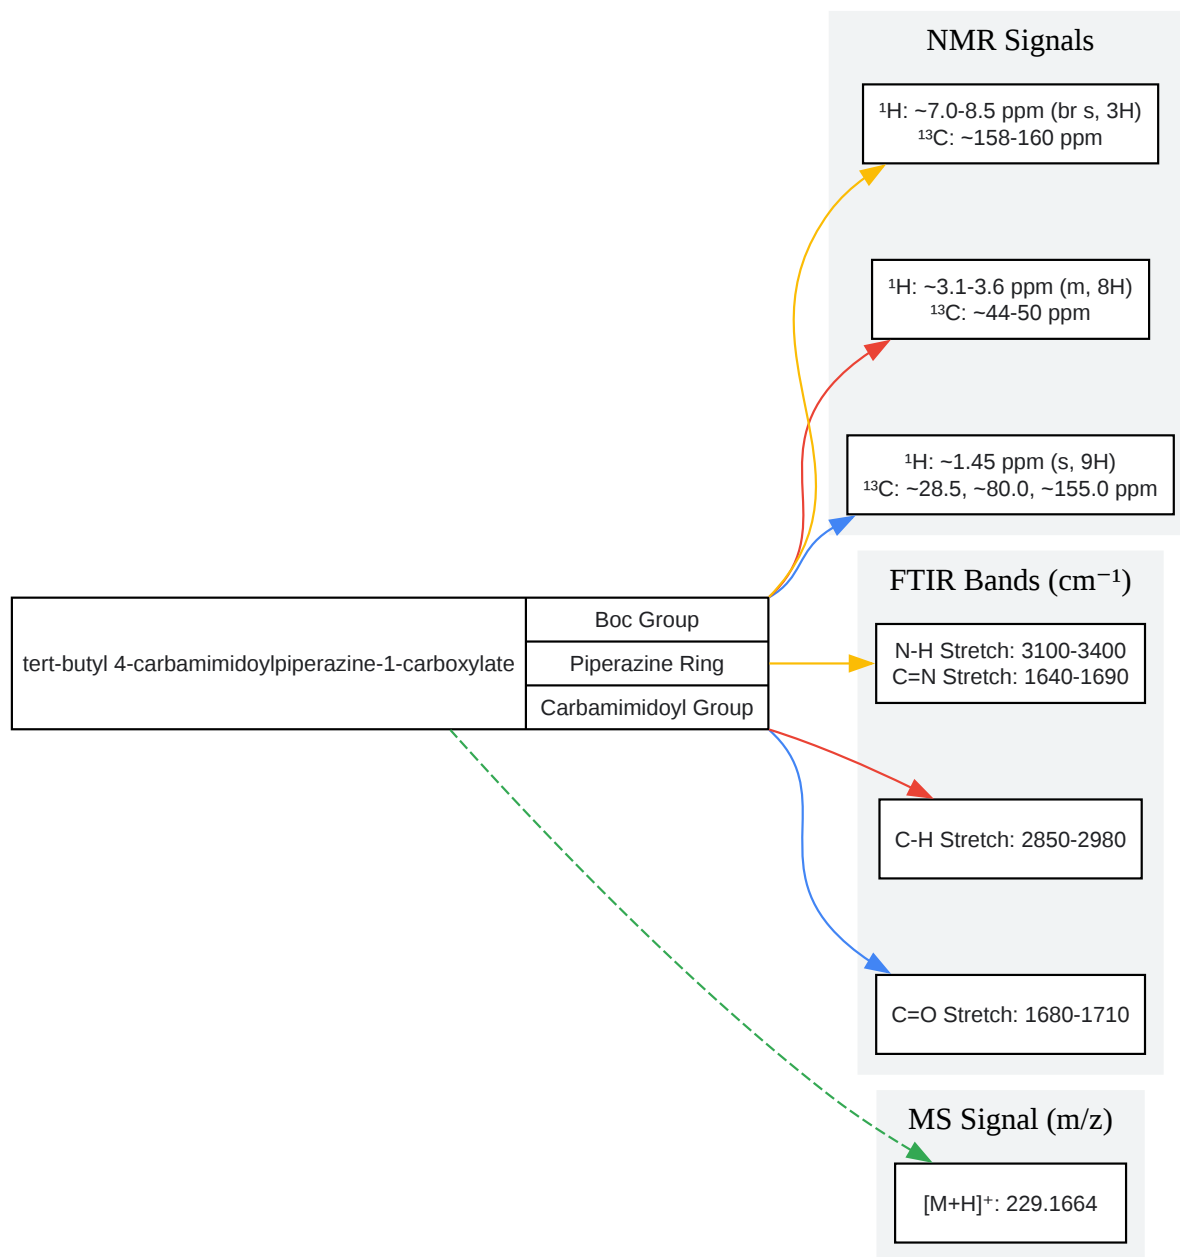 NMR Signals
¹H: ~7.0-8.5 ppm (br s, 3H)
¹³C: ~158-160 ppm
¹H: ~3.1-3.6 ppm (m, 8H)
¹³C: ~44-50 ppm
¹H: ~1.45 ppm (s, 9H)
¹³C: ~28.5, ~80.0, ~155.0 ppm
tert-butyl 4-carbamimidoylpiperazine-1-carboxylate
Boc Group
Piperazine Ring
Carbamimidoyl Group
FTIR Bands (cm⁻¹)
N-H Stretch: 3100-3400
C=N Stretch: 1640-1690
C-H Stretch: 2850-2980
C=O Stretch: 1680-1710
MS Signal (m/z)
[M+H]⁺: 229.1664